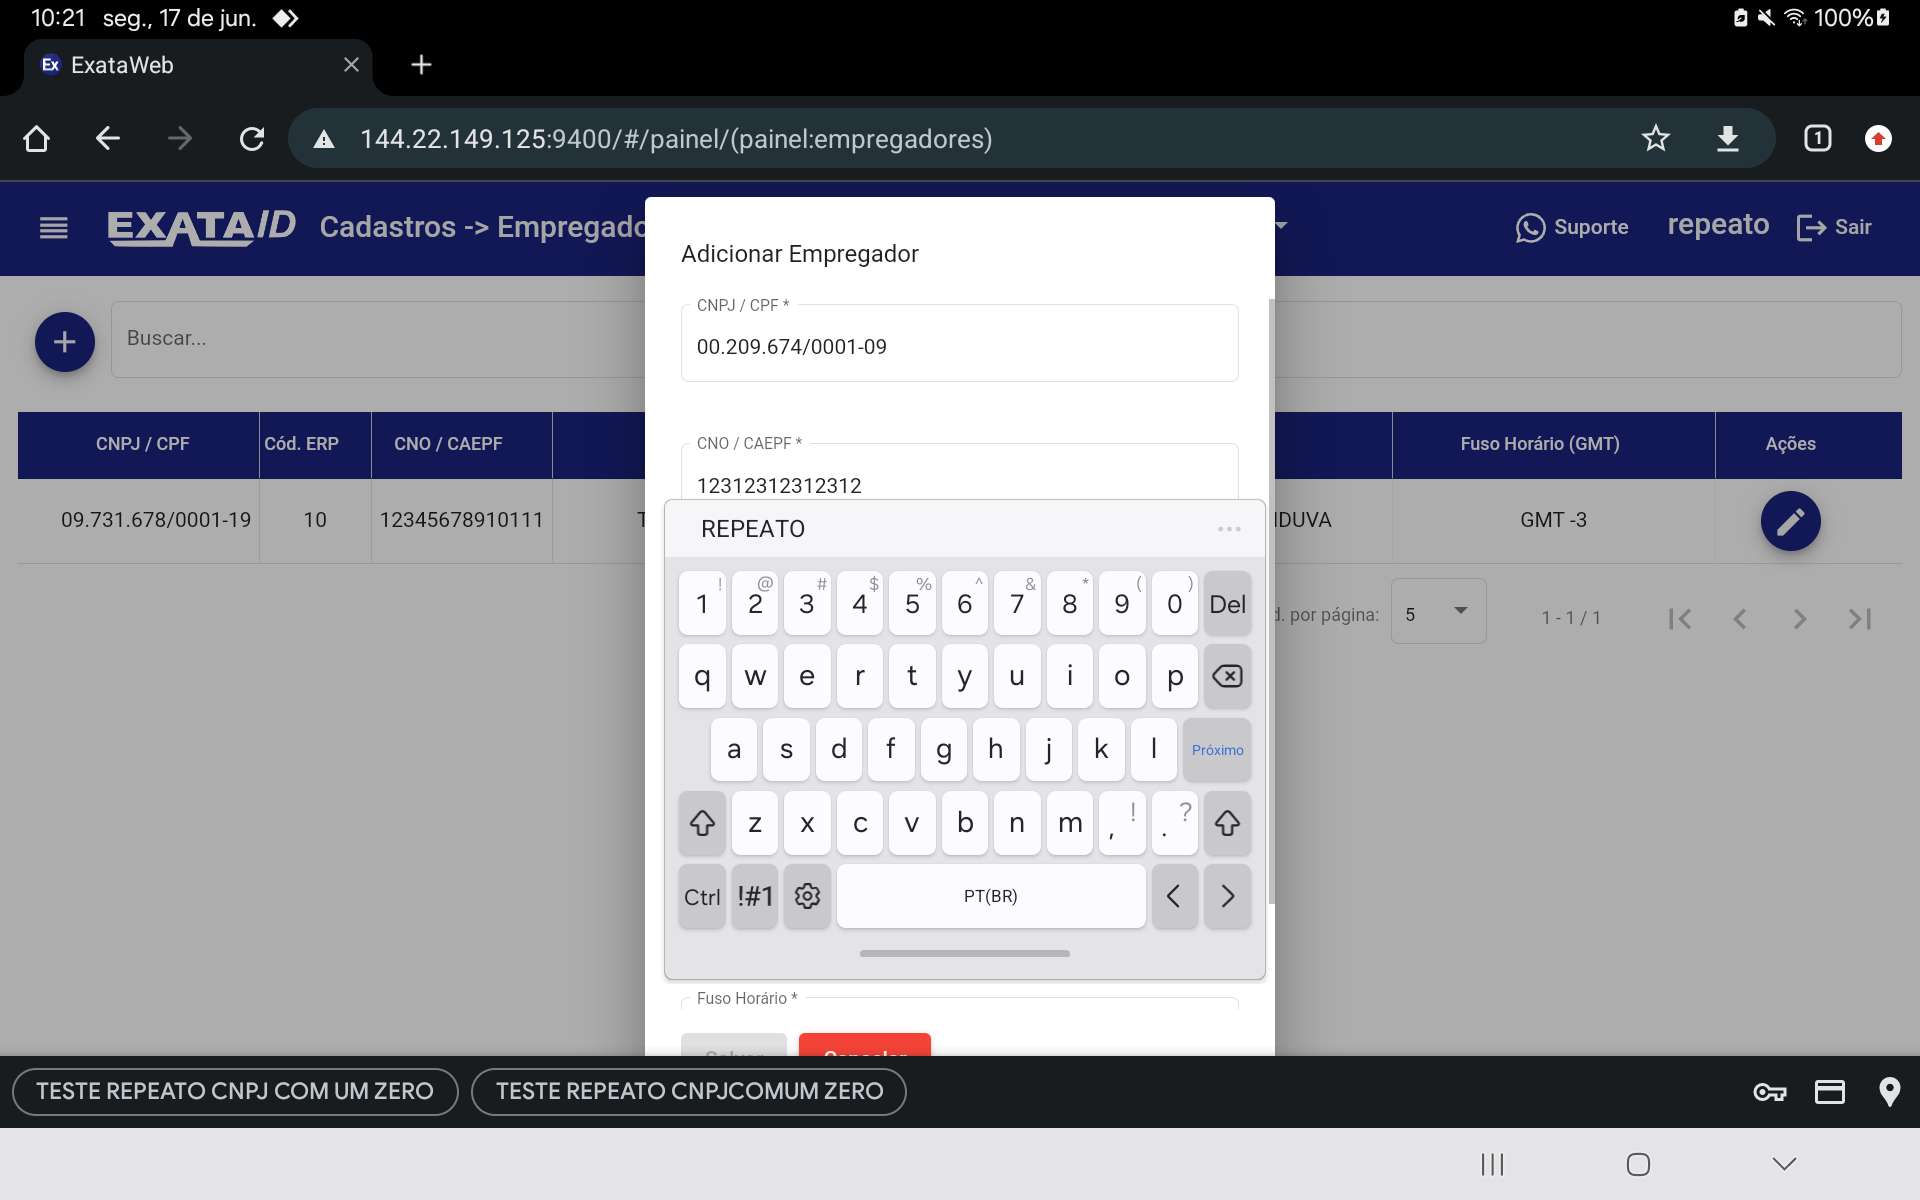 10:21 seg., 17 de jun. 100%
Ex ExataWeb
144.22.149.125:9400/#/painel/(painel:empregadores) 1
EXATAID Cadastros -> Empregado Suporte repeato Sair
Adicionar Empregador
CNPJ / CPF *
00.209.674/0001-09
Buscar...
CNO / CAEPF *
12312312312312
CNPJ / CPF Cód. ERP CNO / CAEPF Fuso Horário (GMT) Ações
09.731.678/0001-19 10 12345678910111 T IDUVA GMT -3
REPEATO ...
! @ # $ % ^ & * ( )
1 2 3 4 5 6 7 8 9 0 Del
d. por página: 5 1 - 1 / 1
q w e r t y u i o p
a s d f g h j k l Próximo
z x c v b n m , ! . ?
Ctrl !#1 PT(BR) < >
Fuso Horário *
Salvar Cancelar
TESTE REPEATO CNPJ COM UM ZERO TESTE REPEATO CNPJCOMUM ZERO